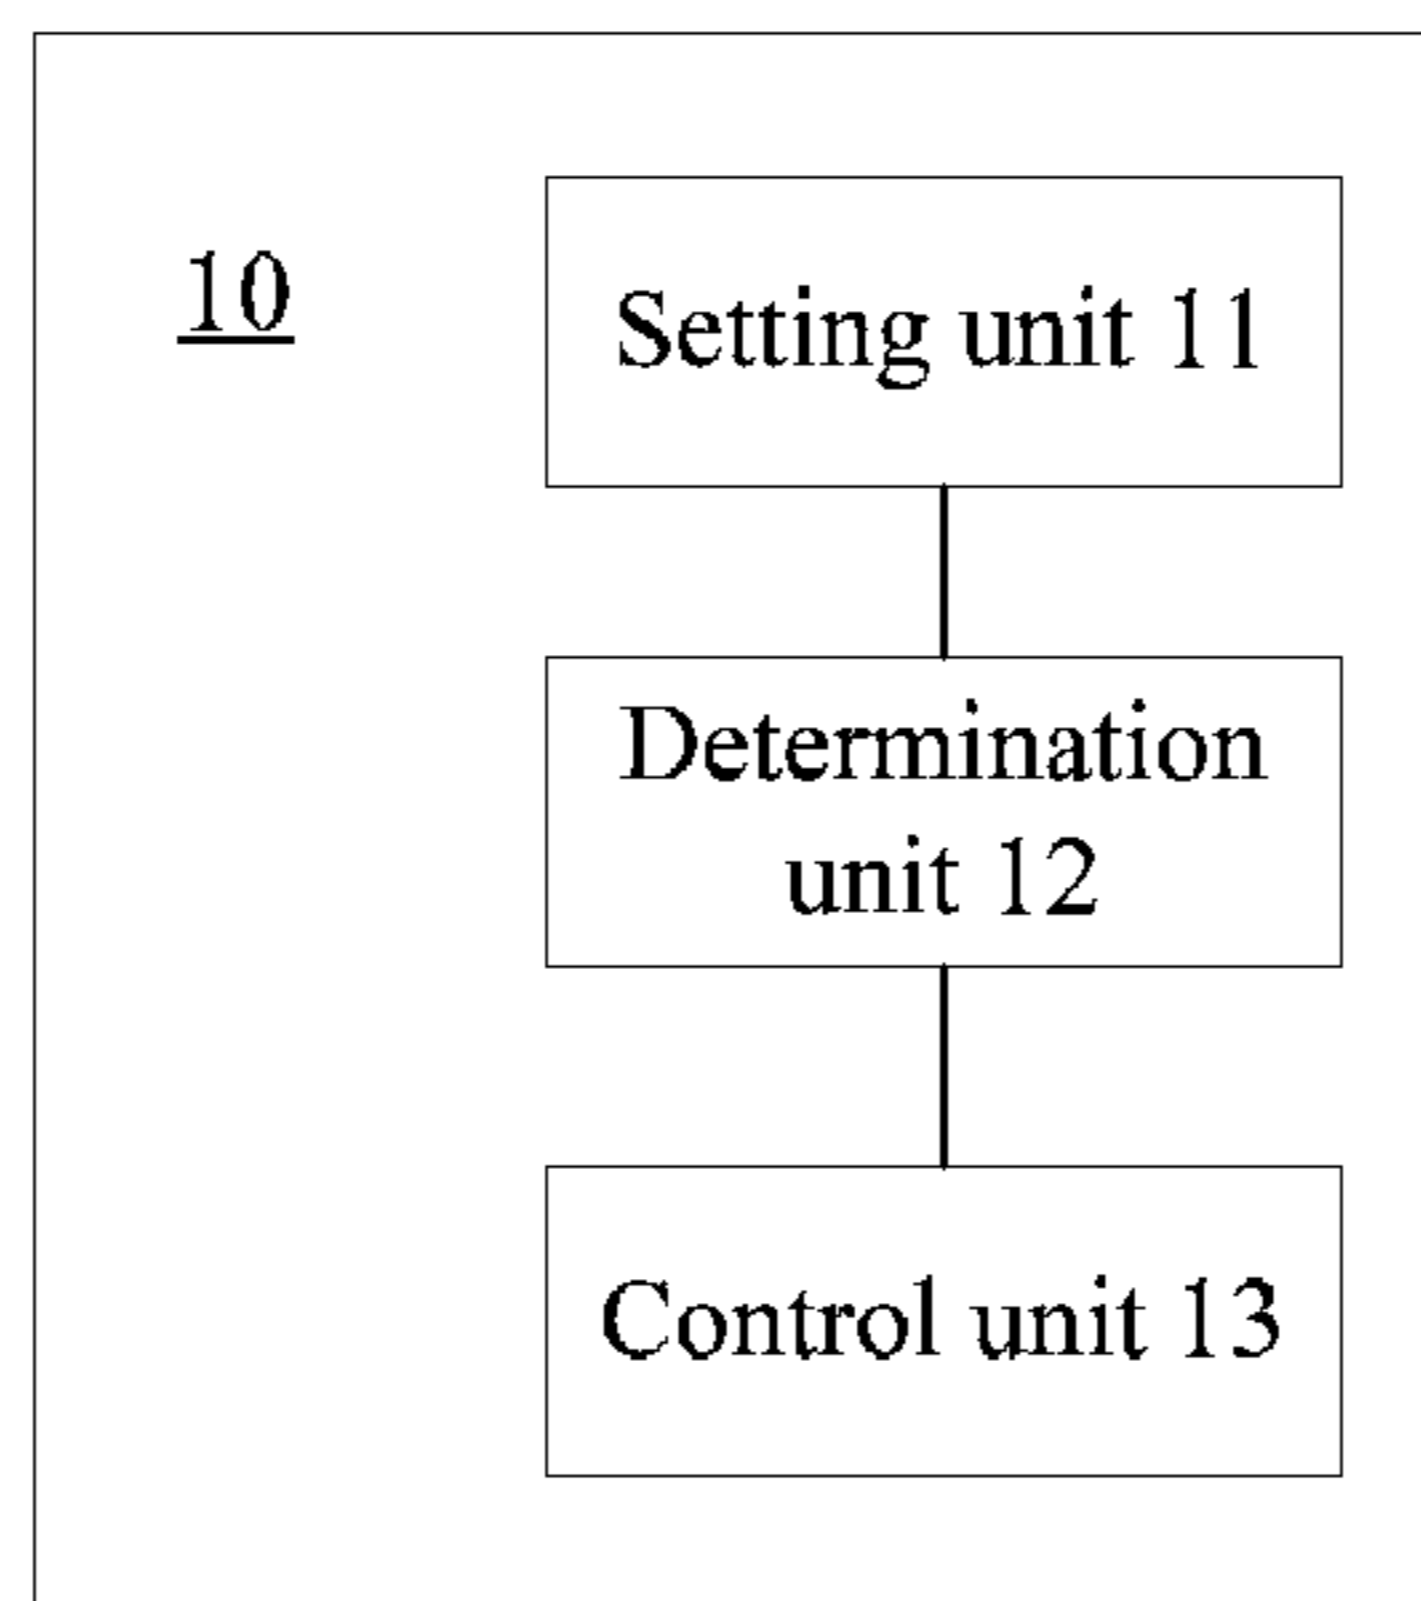 10
Setting unit 11
Determination
unit 12
Control unit 13